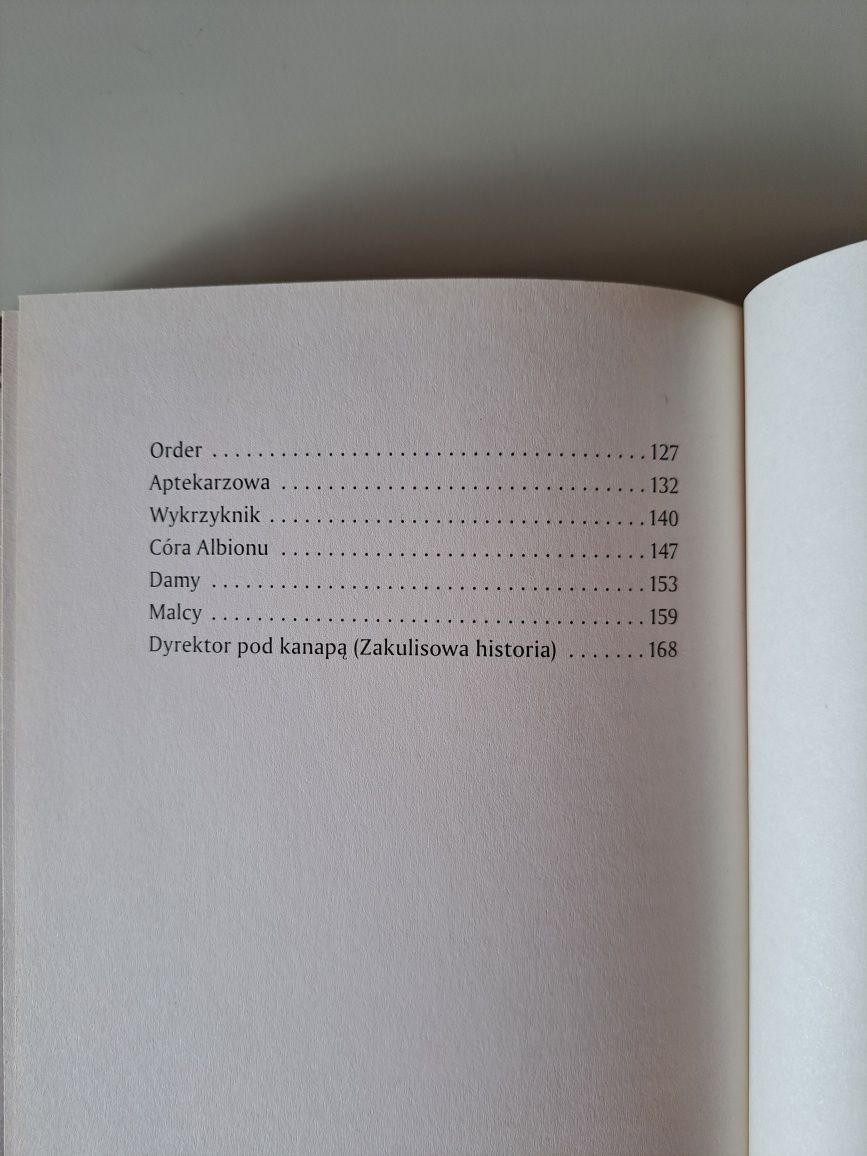 Order . . . . . . . . . . . . . . . . . . . . . . . . . . . . . . . . . . . . . . . 127
Aptekarzowa . . . . . . . . . . . . . . . . . . . . . . . . . . . . . . . . . 132
Wykrzyknik . . . . . . . . . . . . . . . . . . . . . . . . . . . . . . . . . . 140
Córa Albionu . . . . . . . . . . . . . . . . . . . . . . . . . . . . . . . . . 147
Damy . . . . . . . . . . . . . . . . . . . . . . . . . . . . . . . . . . . . . . . 153
Malcy . . . . . . . . . . . . . . . . . . . . . . . . . . . . . . . . . . . . . . . 159
Dyrektor pod kanapą (Zakulisowa historia) . . . . . . . 168